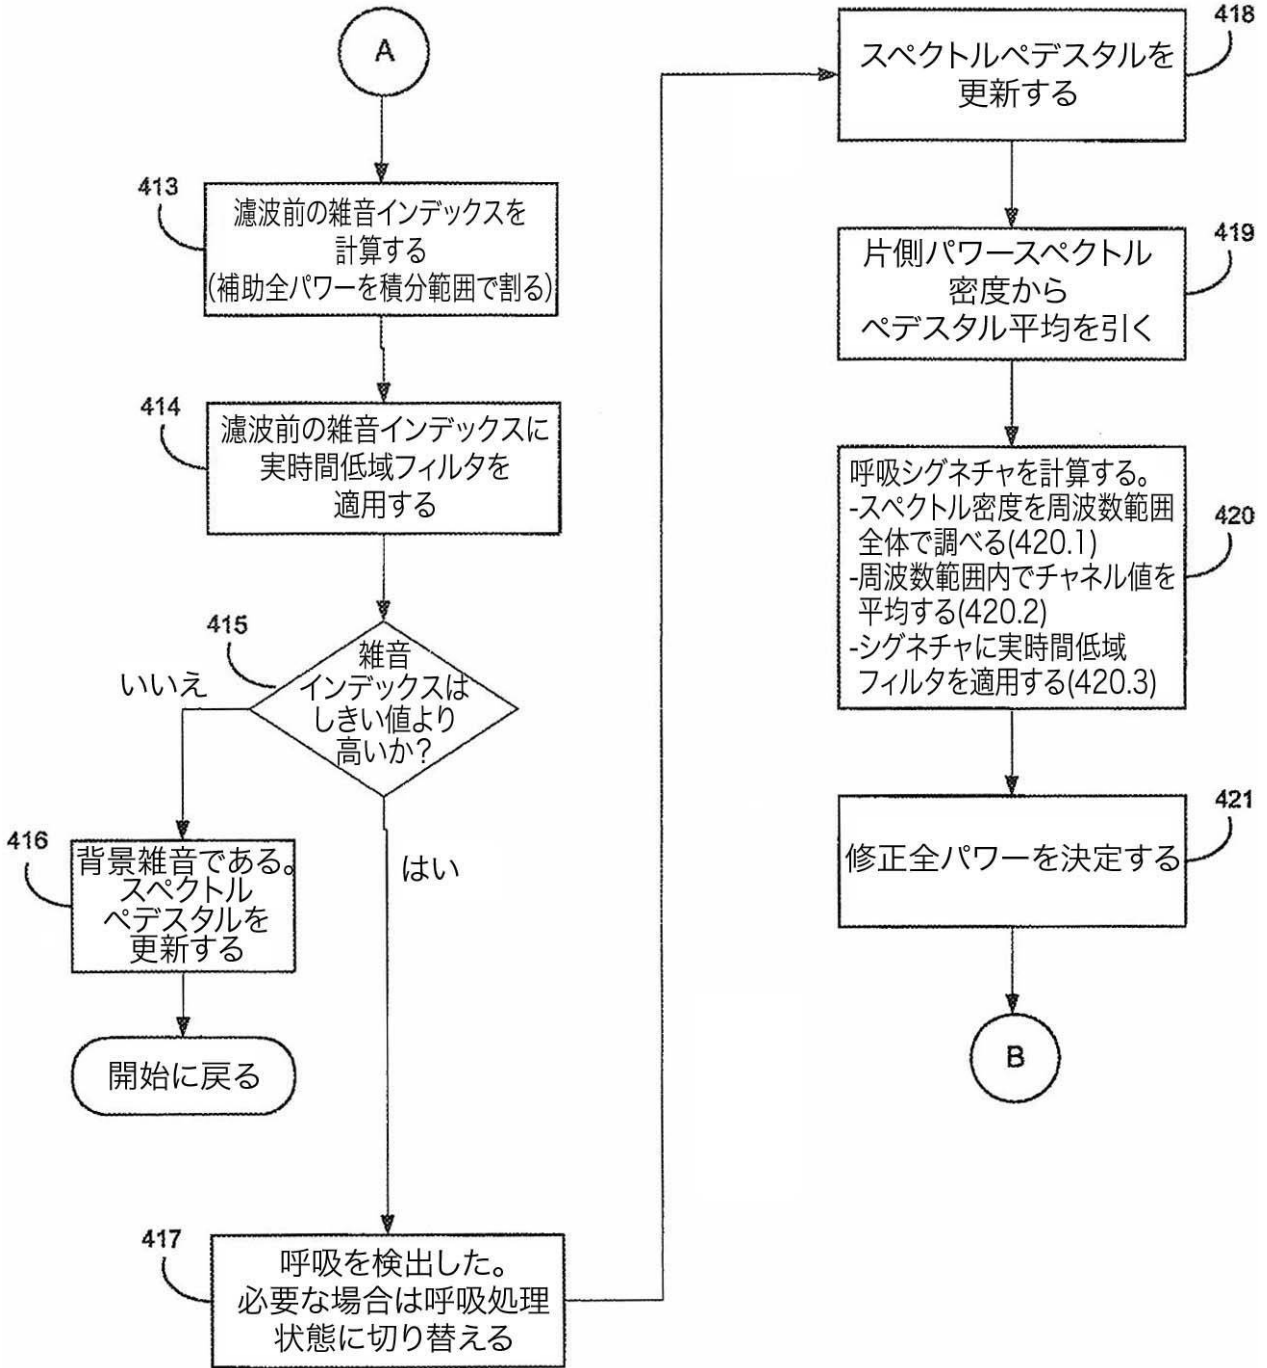 A
413
濾波前の雑音インデックスを
計算する
(補助全パワーを積分範囲で割る)
414
濾波前の雑音インデックスに
実時間低域フィルタを
適用する
415
雑音
インデックスは
しきい値より
高いか?
いいえ
はい
416
背景雑音である。
スペクトル
ペデスタルを
更新する
開始に戻る
417
呼吸を検出した。
必要な場合は呼吸処理
状態に切り替える
418
スペクトルペデスタルを
更新する
419
片側パワースペクトル
密度から
ペデスタル平均を引く
420
呼吸シグネチャを計算する。
-スペクトル密度を周波数範囲
全体で調べる(420.1)
-周波数範囲内でチャネル値を
平均する(420.2)
-シグネチャに実時間低域
フィルタを適用する(420.3)
421
修正全パワーを決定する
B